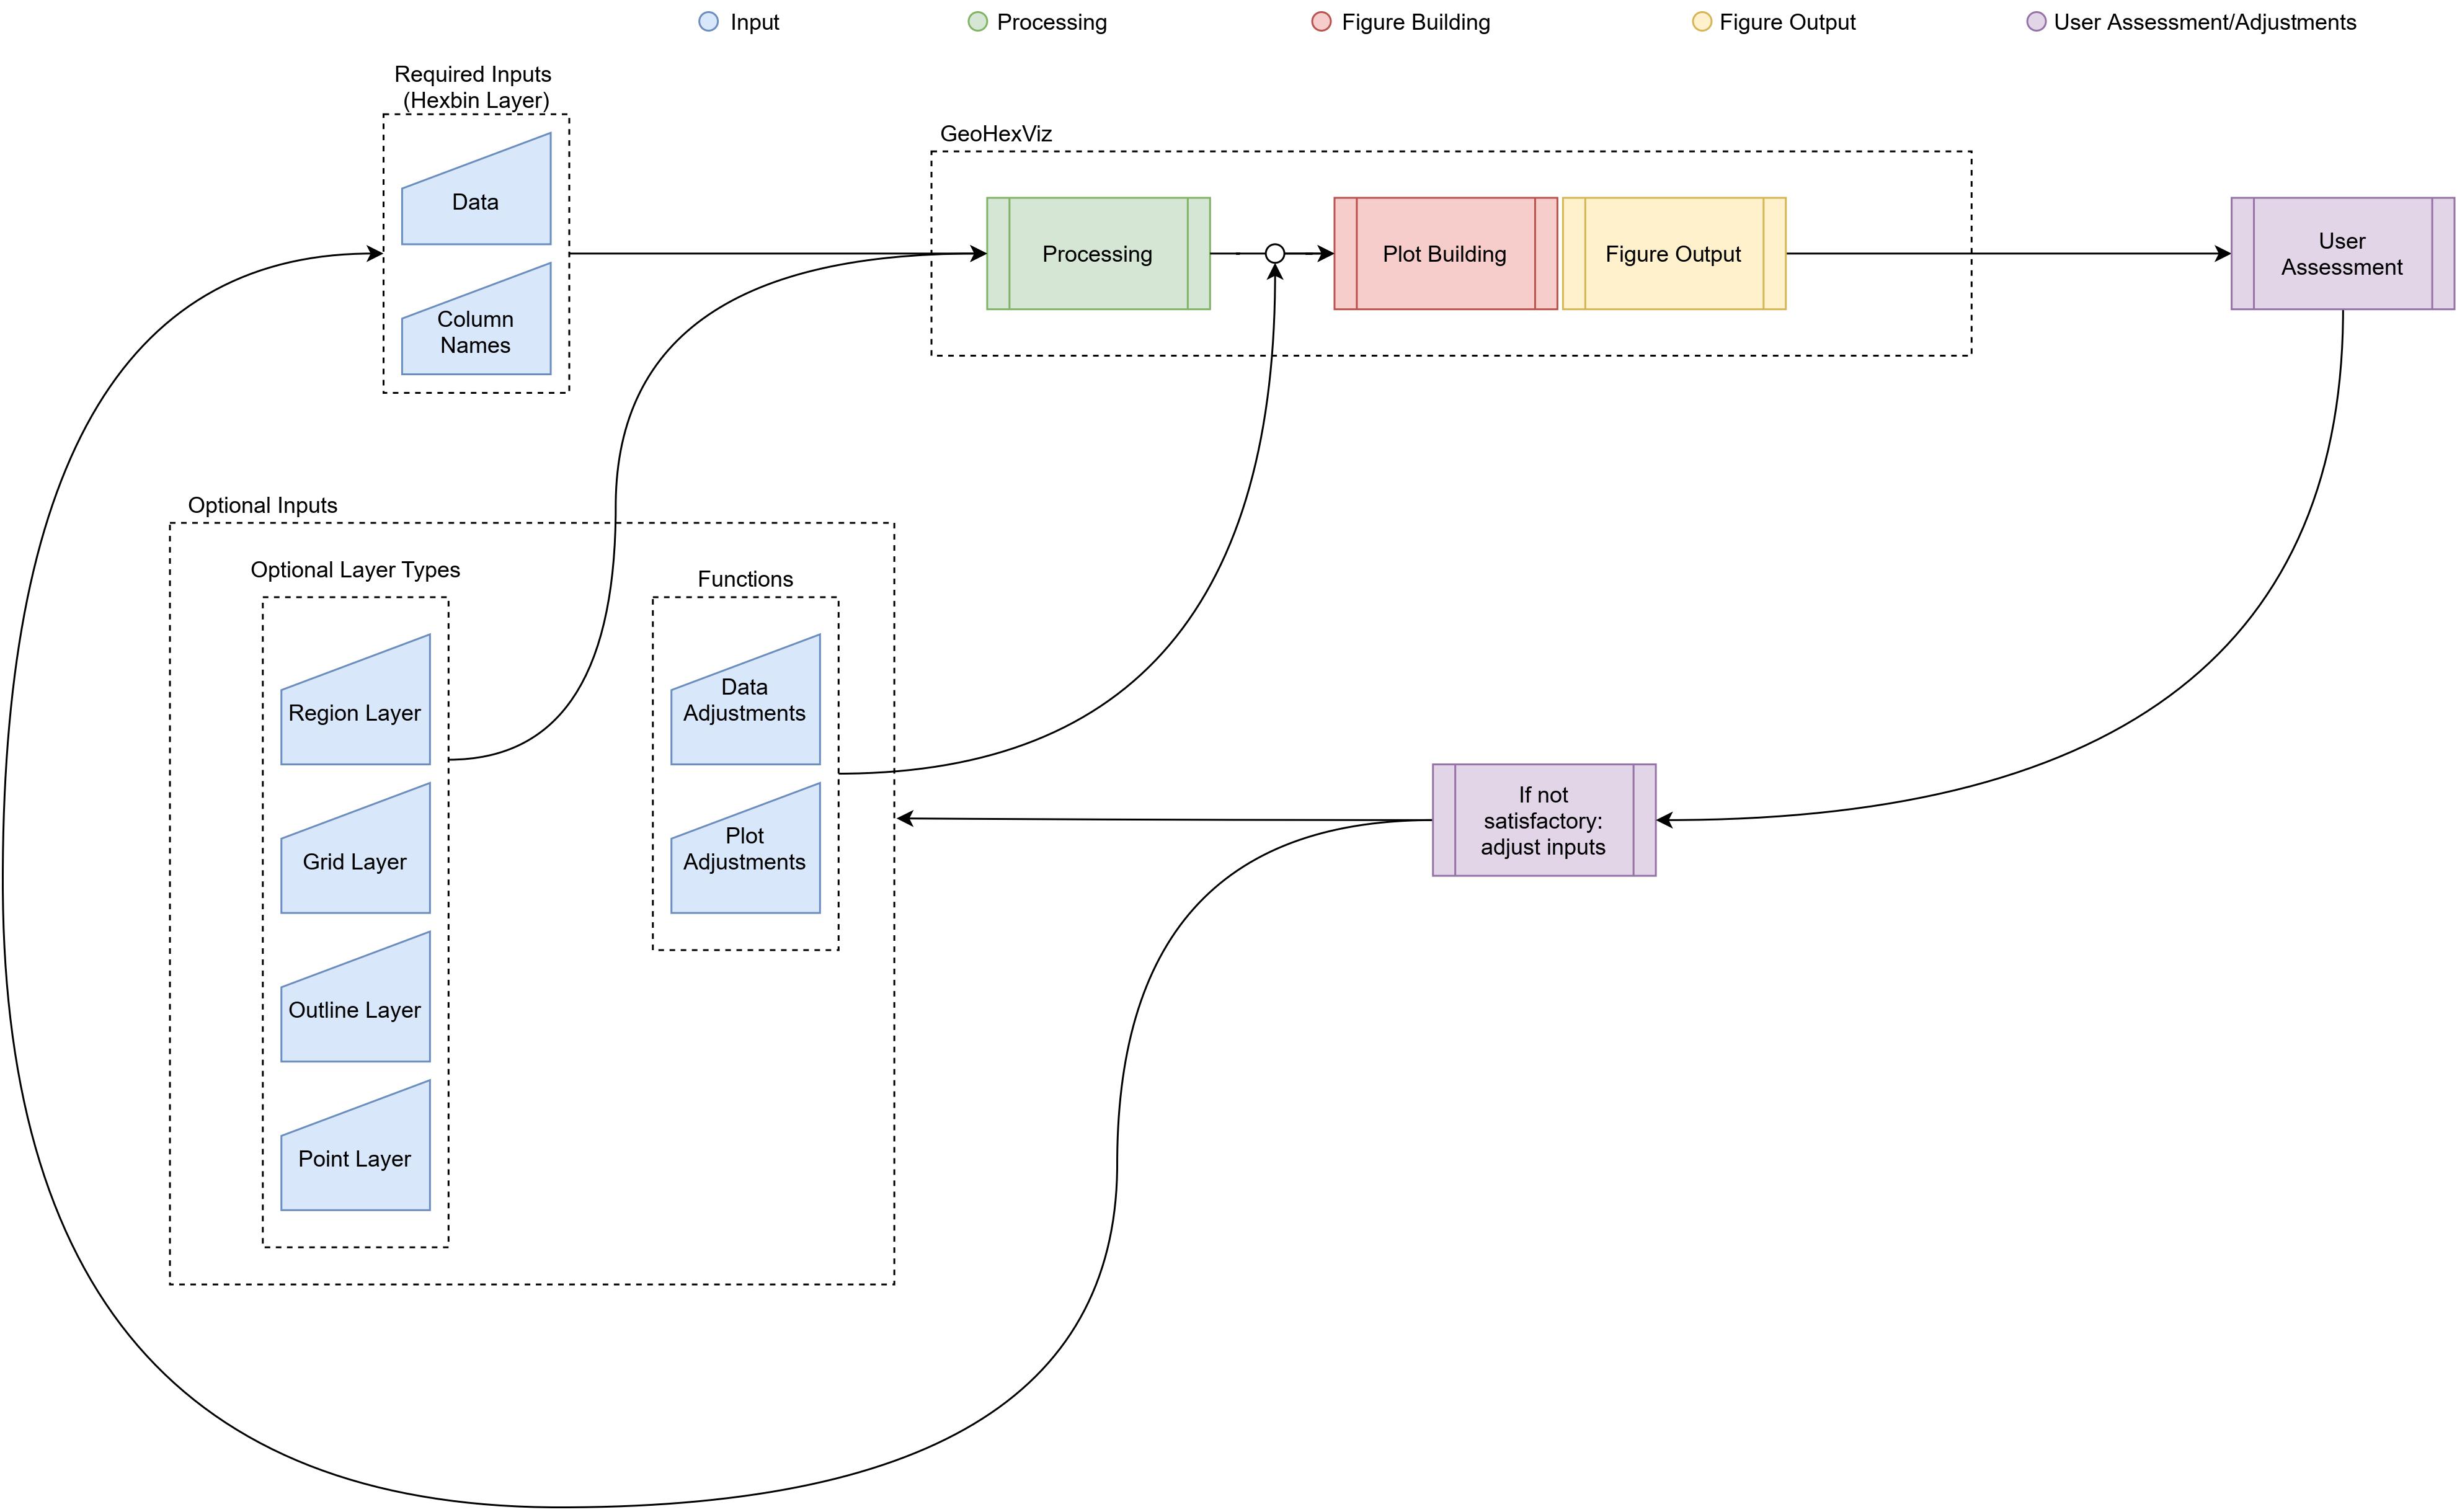 Input
Processing
Figure Building
Figure Output
User Assessment/Adjustments
Required Inputs
(Hexbin Layer)
Data
Column
Names
GeoHexViz
Processing
Plot Building
Figure Output
User
Assessment
Optional Inputs
Optional Layer Types
Region Layer
Grid Layer
Outline Layer
Point Layer
Functions
Data
Adjustments
Plot
Adjustments
If not
satisfactory:
adjust inputs